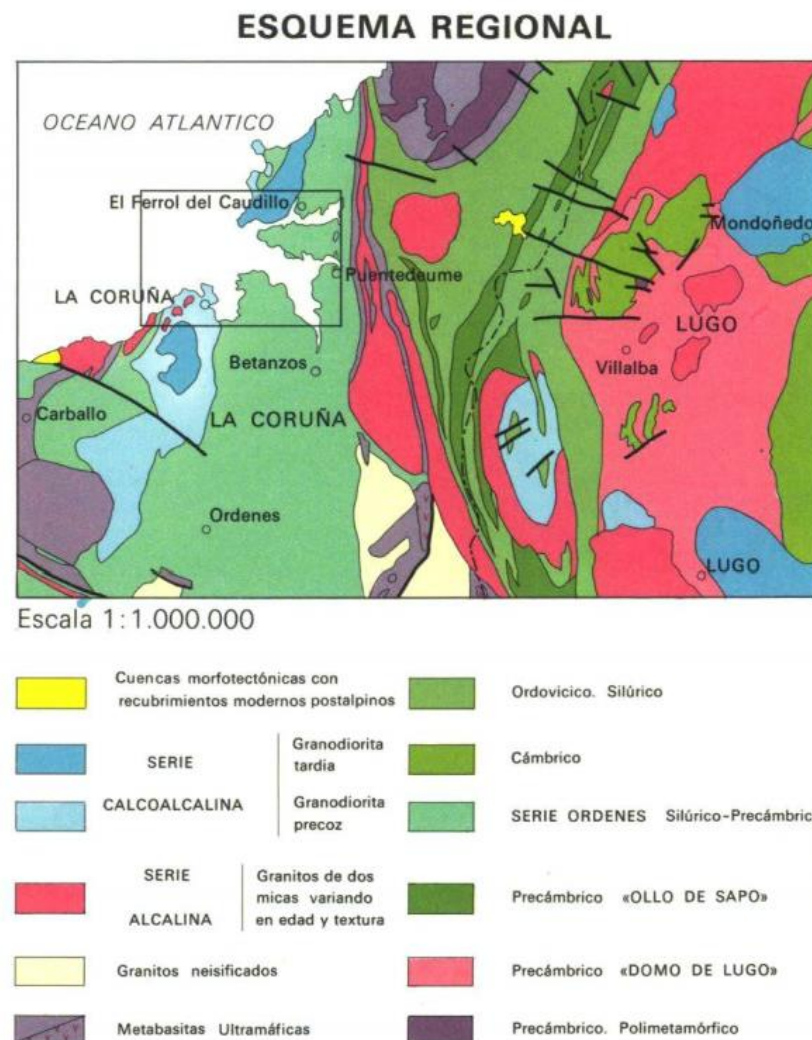 ESQUEMA REGIONAL
OCEANO ATLANTICO
El Ferrol del Caudillo
Mondoñedo
Puentedeume
LA CORUÑA
LUGO
Betanzos
Villalba
Carballo
LA CORUÑA
Ordenes
LUGO
Escala 1:1.000.000
Cuencas morfotectónicas con
recubrimientos modernos postalpinos
SERIE
CALCOALCALINA
Granodiorita
tardía
Granodiorita
precoz
SERIE
ALCALINA
Granitos de dos
micas variando
en edad y textura
Granitos neisificados
Metabasitas Ultramáficas
Ordovicico. Silúrico
Cámbrico
SERIE ORDENES Silúrico-Precámbric
Precámbrico «OLLO DE SAPO»
Precámbrico «DOMO DE LUGO»
Precámbrico. Polimetamórfico